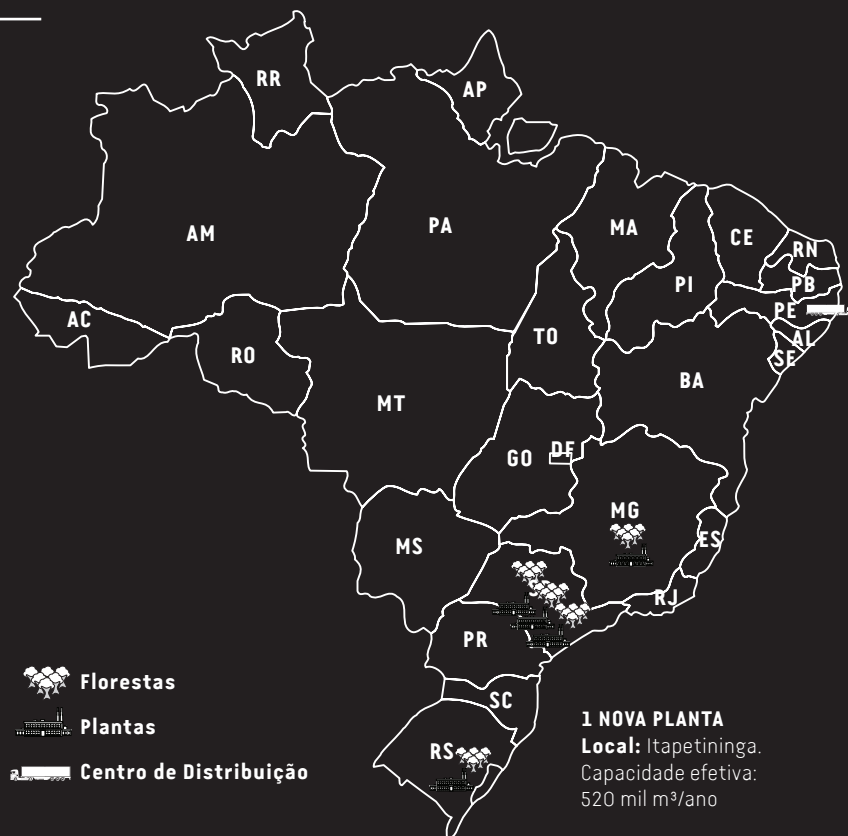 RR
AP
AM
PA
MA
CE
RN
PB
PI
PE
AL
SE
AC
TO
RO
BA
MT
GO
DF
MG
ES
MS
RJ
PR
SC
RS
Florestas
Plantas
Centro de Distribuição
1 NOVA PLANTA
Local: Itapetininga.
Capacidade efetiva:
520 mil m³/ano